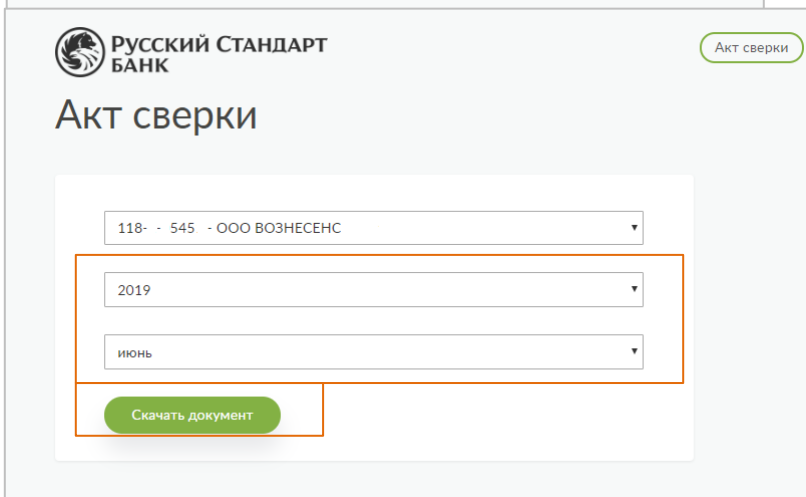 Русский Стандарт
БАНК
Акт сверки
Акт сверки
118- - 545 - ООО ВОЗНЕСЕНС
2019
июнь
Скачать документ